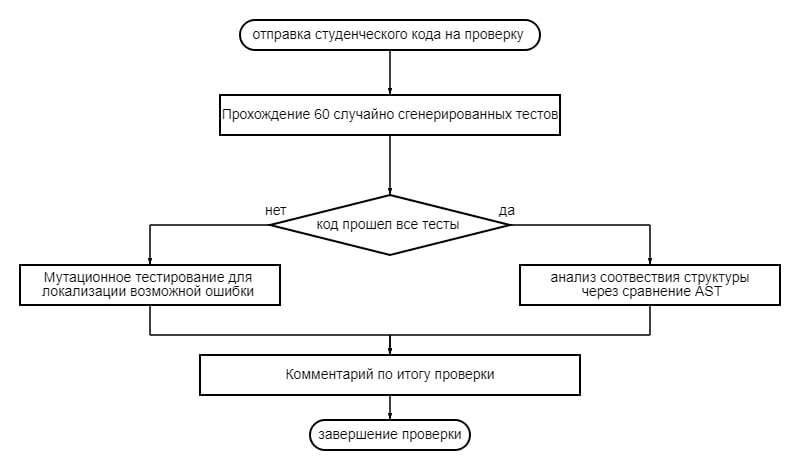 отправка студенческого кода на проверку
Прохождение 60 случайно сгенерированных тестов
нет
да
код прошел все тесты
Мутационное тестирование для
локализации возможной ошибки
анализ соотвествия структуры
через сравнение AST
Комментарий по итогу проверки
завершение проверки